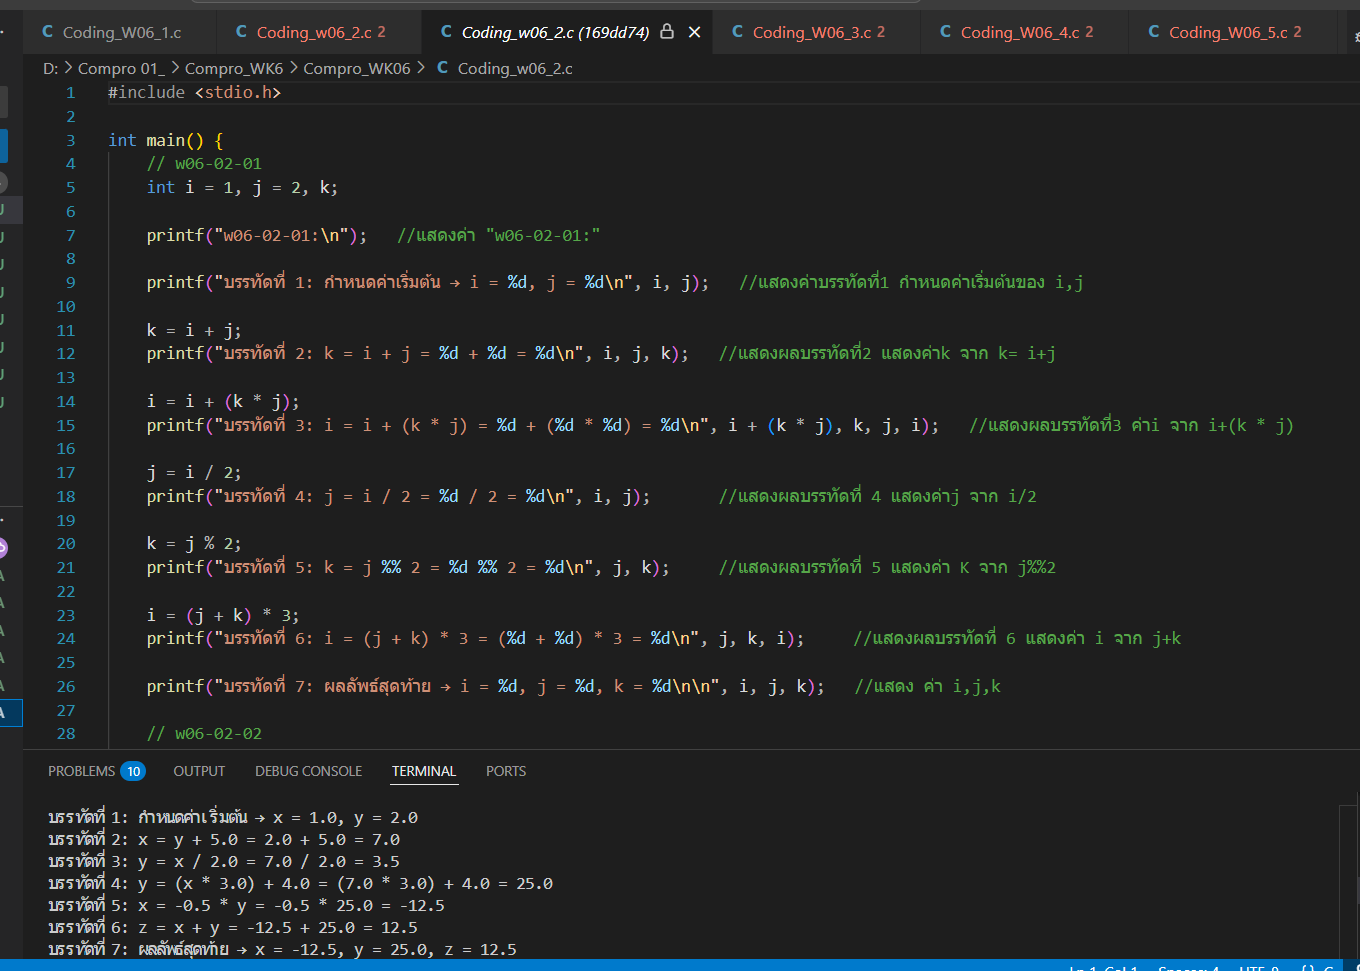 Coding_W06_1.c
Coding_w06_2.c 2
Coding_w06_2.c (169dd74)
Coding_W06_3.c 2
Coding_W06_4.c 2
Coding_W06_5.c 2
D: > Compro 01_ > Compro_WK6 > Compro_WK06 > C Coding_w06_2.c
1 #include <stdio.h>
2
3 int main() {
4 // w06-02-01
5 int i = 1, j = 2, k;
6
7 printf("w06-02-01:\n"); //แสดงค่า "w06-02-01:"
8
9 printf("บรรทัดที่ 1: กำหนดค่าเริ่มต้น → i = %d, j = %d\n", i, j); //แสดงค่าบรรทัดที่1 กำหนดค่าเริ่มต้นของ i,j
10
11 k = i + j;
12 printf("บรรทัดที่ 2: k = i + j = %d + %d = %d\n", i, j, k); //แสดงผลบรรทัดที่2 แสดงค่าk จาก k= i+j
13
14 i = i + (k * j);
15 printf("บรรทัดที่ 3: i = i + (k * j) = %d + (%d * %d) = %d\n", i + (k * j), k, j, i); //แสดงผลบรรทัดที่3 ค่าi จาก i+(k * j)
16
17 j = i / 2;
18 printf("บรรทัดที่ 4: j = i / 2 = %d / 2 = %d\n", i, j); //แสดงผลบรรทัดที่ 4 แสดงค่าj จาก i/2
19
20 k = j % 2;
21 printf("บรรทัดที่ 5: k = j %% 2 = %d %% 2 = %d\n", j, k); //แสดงผลบรรทัดที่ 5 แสดงค่า K จาก j%%2
22
23 i = (j + k) * 3;
24 printf("บรรทัดที่ 6: i = (j + k) * 3 = (%d + %d) * 3 = %d\n", j, k, i); //แสดงผลบรรทัดที่ 6 แสดงค่า i จาก j+k
25
26 printf("บรรทัดที่ 7: ผลลัพธ์สุดท้าย → i = %d, j = %d, k = %d\n\n", i, j, k); //แสดง ค่า i,j,k
27
28 // w06-02-02
PROBLEMS 10 OUTPUT DEBUG CONSOLE TERMINAL PORTS
บรรทัดที่ 1: กำหนดค่าเริ่มต้น → x = 1.0, y = 2.0
บรรทัดที่ 2: x = y + 5.0 = 2.0 + 5.0 = 7.0
บรรทัดที่ 3: y = x / 2.0 = 7.0 / 2.0 = 3.5
บรรทัดที่ 4: y = (x * 3.0) + 4.0 = (7.0 * 3.0) + 4.0 = 25.0
บรรทัดที่ 5: x = -0.5 * y = -0.5 * 25.0 = -12.5
บรรทัดที่ 6: z = x + y = -12.5 + 25.0 = 12.5
บรรทัดที่ 7: ผลลัพธ์สุดท้าย → x = -12.5, y = 25.0, z = 12.5